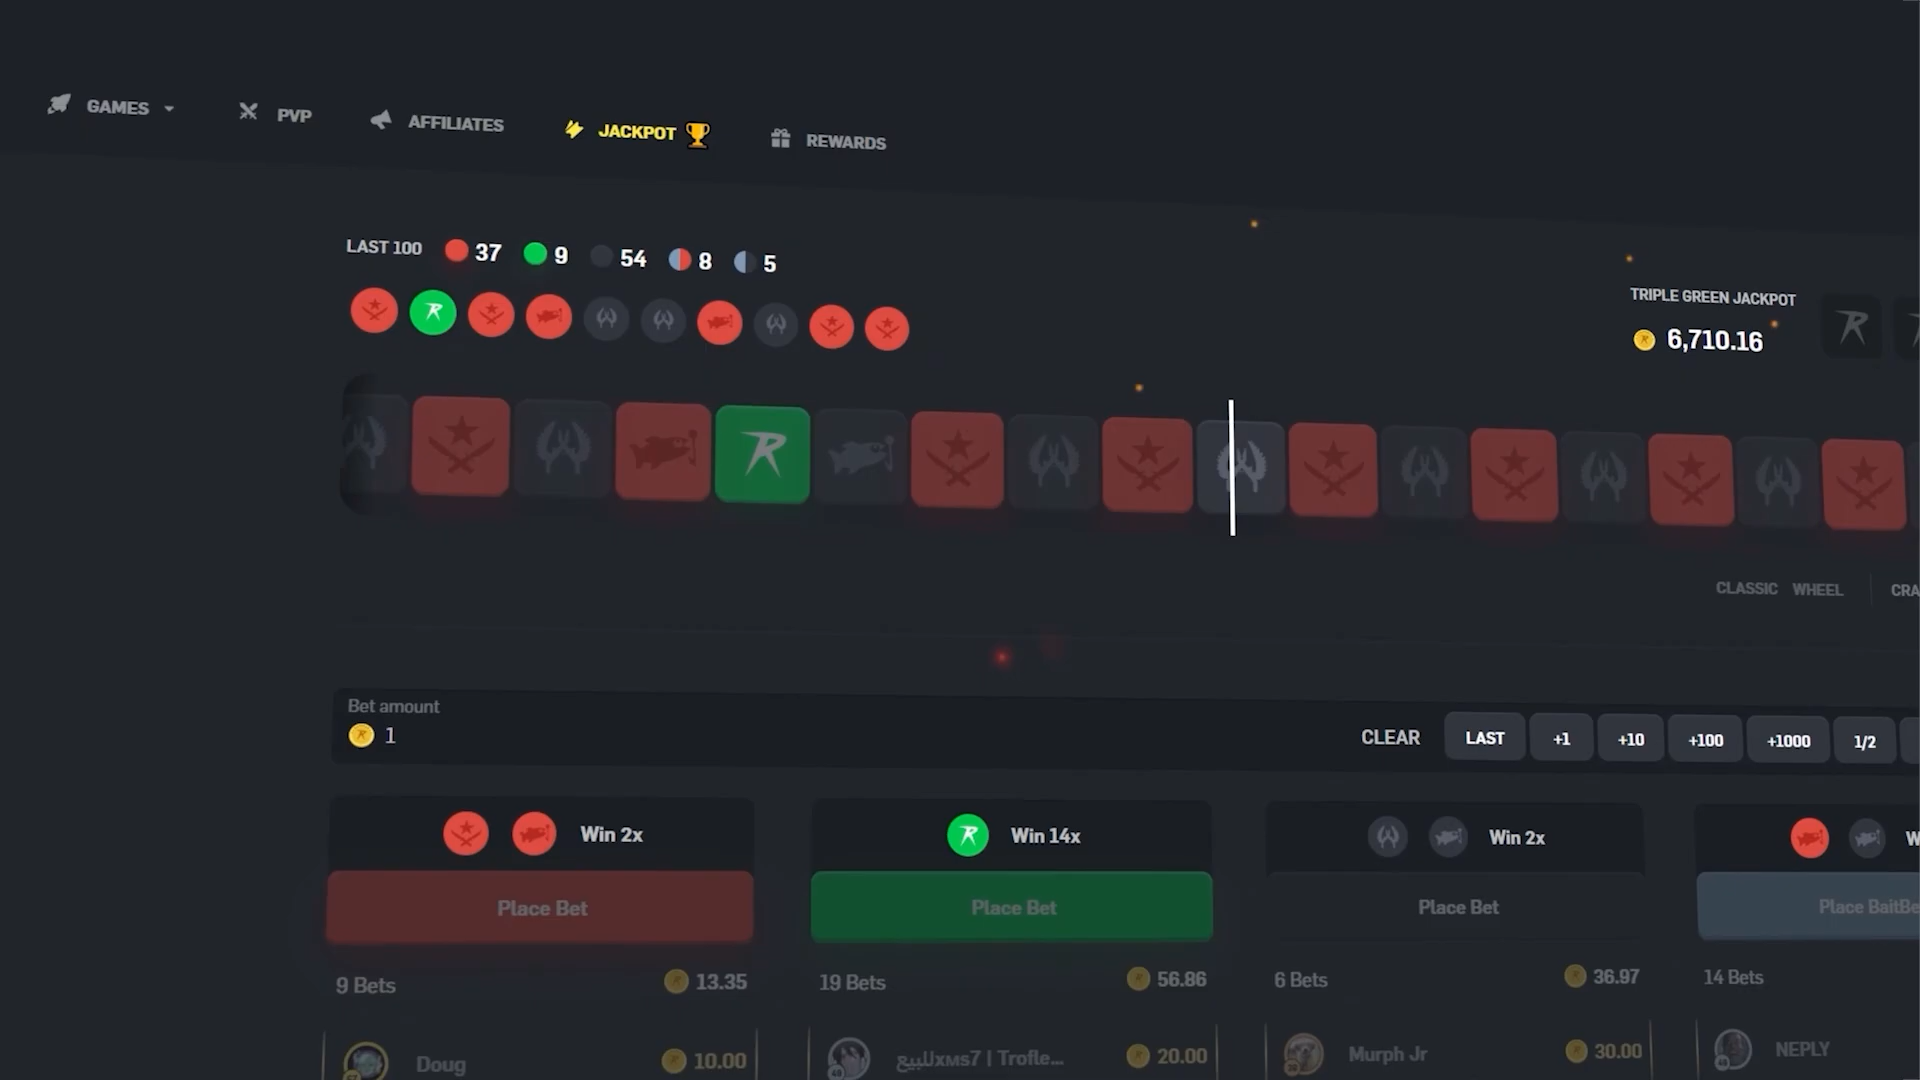 GAMES
PVP
AFFILIATES
JACKPOT
REWARDS
LAST 100 37 9 54 8 5
TRIPLE GREEN JACKPOT
6,710.16
CLASSIC WHEEL
Bet amount
1
CLEAR LAST +1 +10 +100 +1000 1/2
Win 2x
Win 14x
Win 2x
Place Bet
Place Bet
Place Bet
9 Bets 13.35
19 Bets 56.86
6 Bets 36.97
14 Bets
Doug 10.00
20.00
Murph Jr 30.00
NEPLY